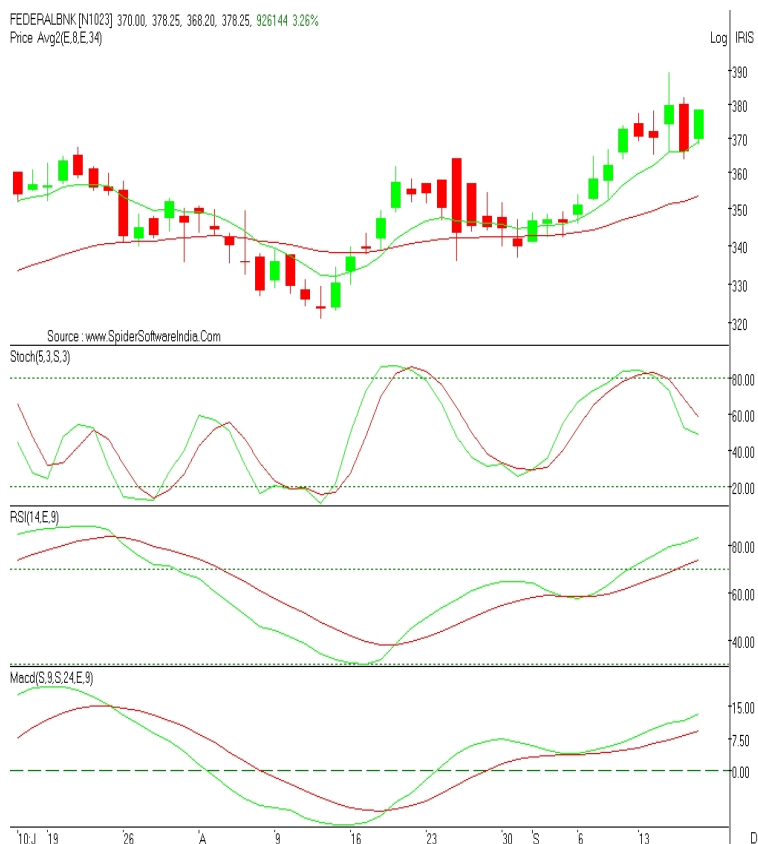 FEDERALBNK [N1023] 370.00, 378.25, 368.20, 378.25, 926144 3.26%
Price Avg2(E,8,E,34)
Log IRIS
390
380
370
360
350
340
330
320
Source : www.SpiderSoftwareIndia.Com
Stoch(5,3,S,3)
80.00
60.00
40.00
20.00
RSI(14,E,9)
80.00
60.00
40.00
Macd(S,9,S,24,E,9)
15.00
7.50
0.00
10:J 19 26 A 9 16 23 30 S 6 13 D